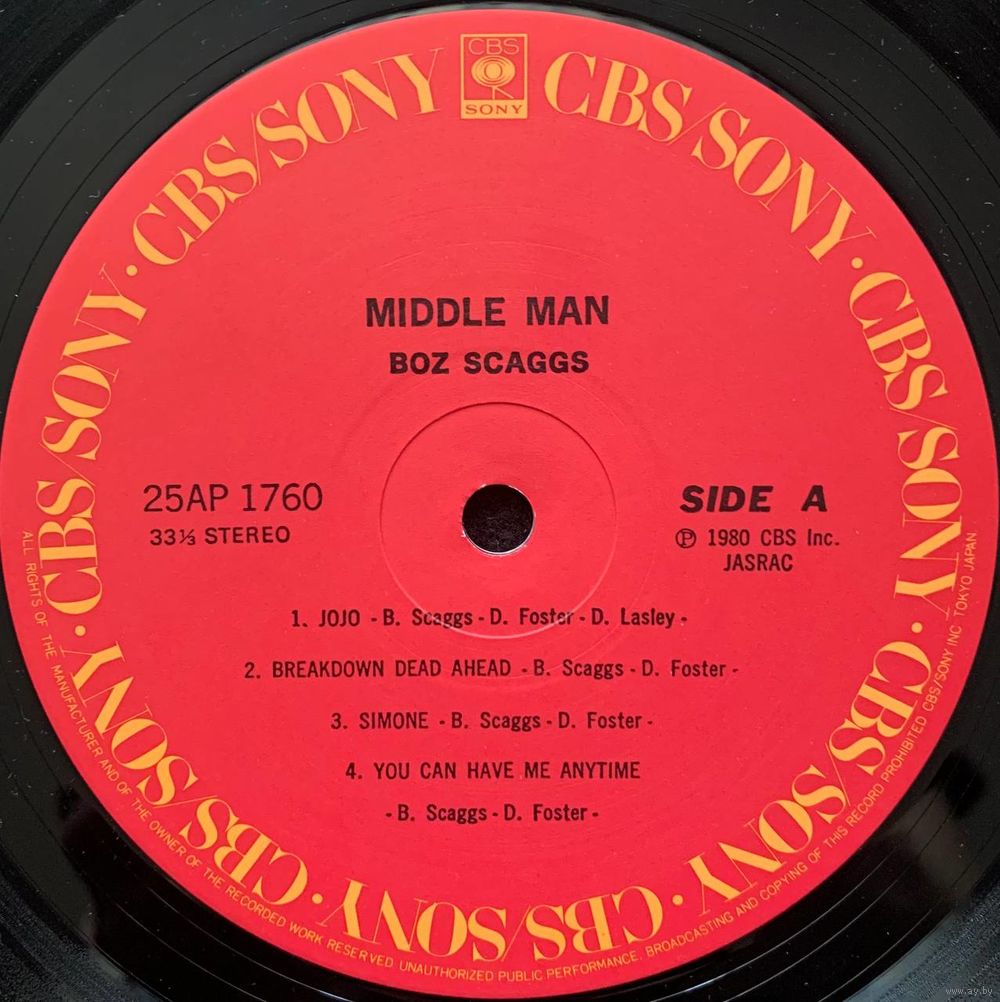 CBS
SONY
CBS/SONY · CBS/SONY · CBS/SONY · CBS/SONY · CBS/SONY · CBS/SONY · CBS/SONY · CBS/SONY
MIDDLE MAN
BOZ SCAGGS
25AP 1760
33⅓ STEREO
SIDE A
Ⓟ 1980 CBS Inc.
JASRAC
1. JOJO - B. Scaggs - D. Foster - D. Lasley -
2. BREAKDOWN DEAD AHEAD - B. Scaggs - D. Foster -
3. SIMONE - B. Scaggs - D. Foster -
4. YOU CAN HAVE ME ANYTIME
- B. Scaggs - D. Foster -
ALL RIGHTS OF THE MANUFACTURER AND OF THE OWNER OF THE RECORDED WORK RESERVED UNAUTHORIZED PUBLIC PERFORMANCE, BROADCASTING AND COPYING OF THIS RECORD PROHIBITED CBS/SONY INC TOKYO JAPAN
www.ay.by